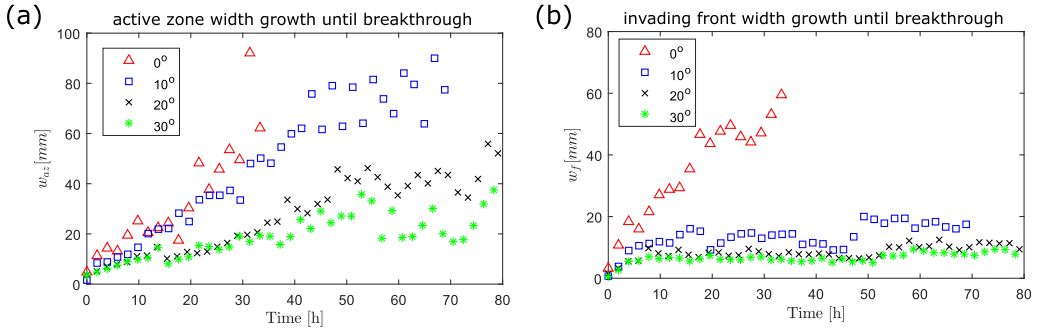 (a)
active zone width growth until breakthrough
100
80
60
40
20
0
w_az [mm]
0°
10°
20°
30°
0 10 20 30 40 50 60 70 80
Time [h]
(b)
invading front width growth until breakthrough
80
60
40
20
0
w_f [mm]
0°
10°
20°
30°
0 10 20 30 40 50 60 70 80
Time [h]